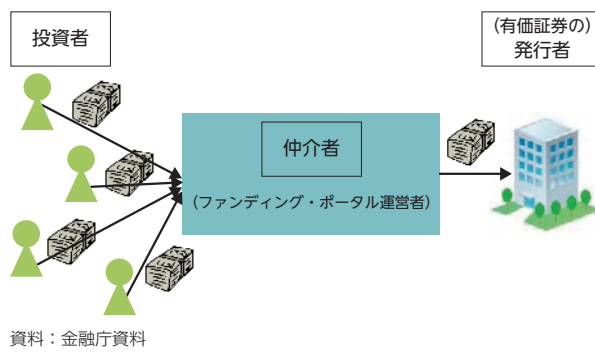 投資者
(有価証券の)
発行者
仲介者
(ファンディング・ポータル運営者)
資料：金融庁資料